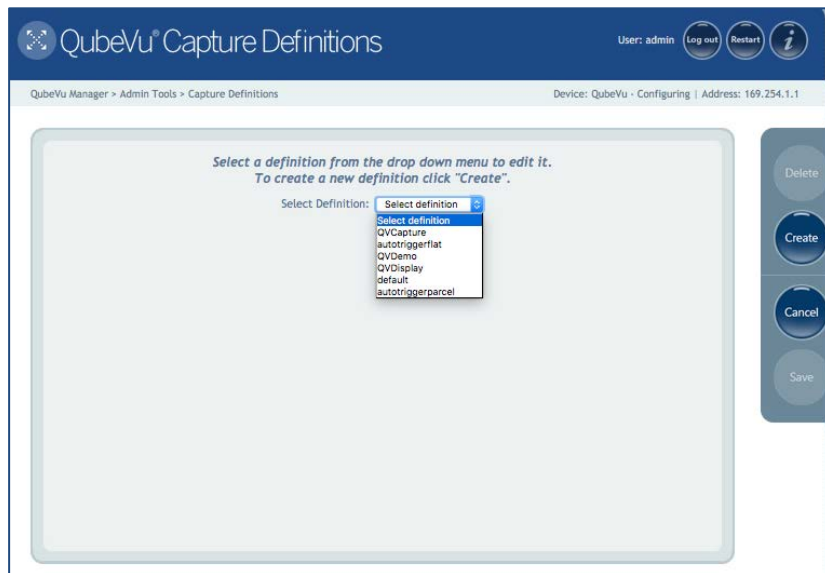 QubeVu® Capture Definitions
User: admin
Log out
Restart
i
QubeVu Manager > Admin Tools > Capture Definitions
Device: QubeVu - Configuring | Address: 169.254.1.1
Select a definition from the drop down menu to edit it.
To create a new definition click "Create".
Select Definition: Select definition
Select definition
QVCapture
autotriggerflat
QVDemo
QVDisplay
default
autotriggerparcel
Delete
Create
Cancel
Save